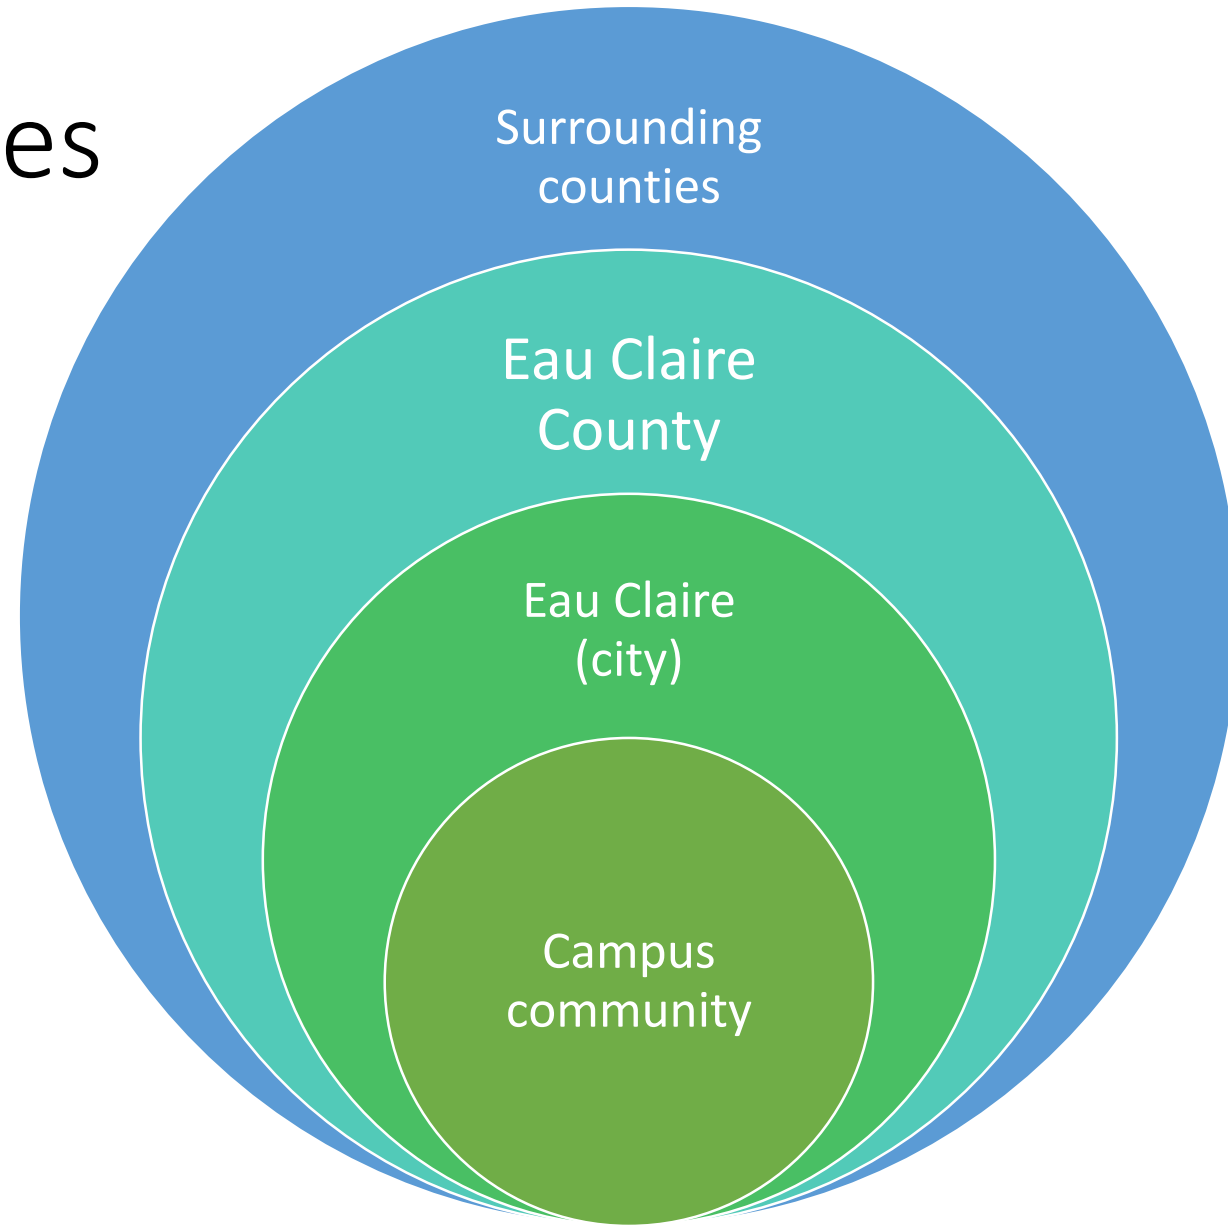 es
Surrounding
counties
Eau Claire
County
Eau Claire
(city)
Campus
community